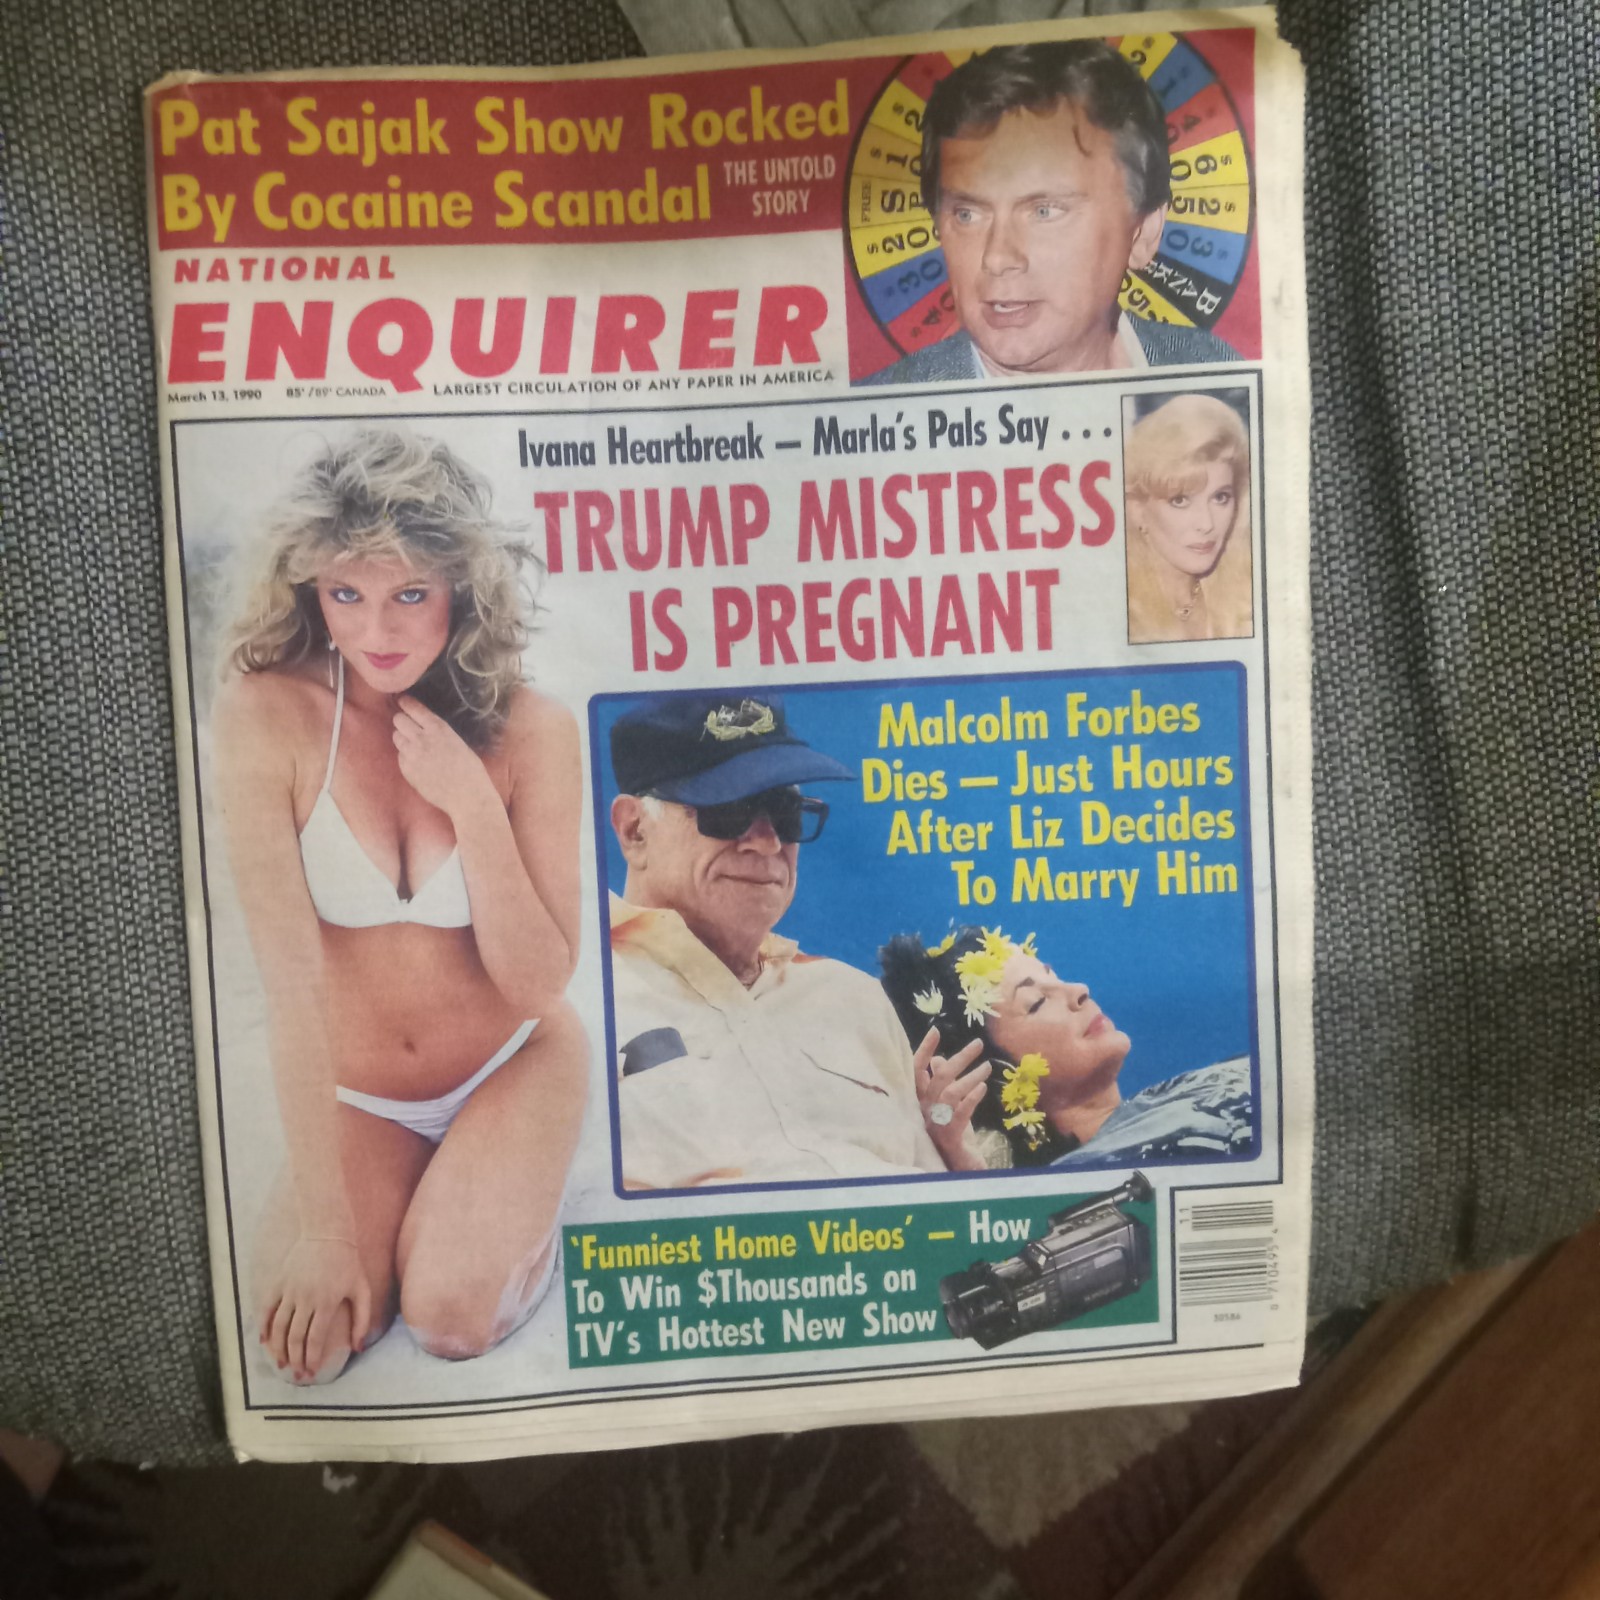 Pat Sajak Show Rocked
By Cocaine Scandal
THE UNTOLD
STORY
NATIONAL
ENQUIRER
March 13, 1990 85¢/89¢ CANADA LARGEST CIRCULATION OF ANY PAPER IN AMERICA
Ivana Heartbreak — Marla's Pals Say . . .
TRUMP MISTRESS
IS PREGNANT
Malcolm Forbes
Dies — Just Hours
After Liz Decides
To Marry Him
'Funniest Home Videos' — How
To Win $Thousands on
TV's Hottest New Show
11